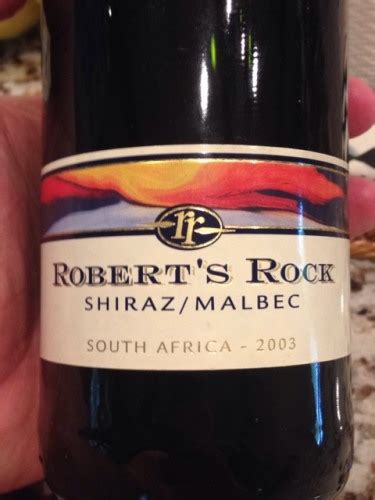 rr
ROBERT'S ROCK
SHIRAZ/MALBEC
SOUTH AFRICA - 2003